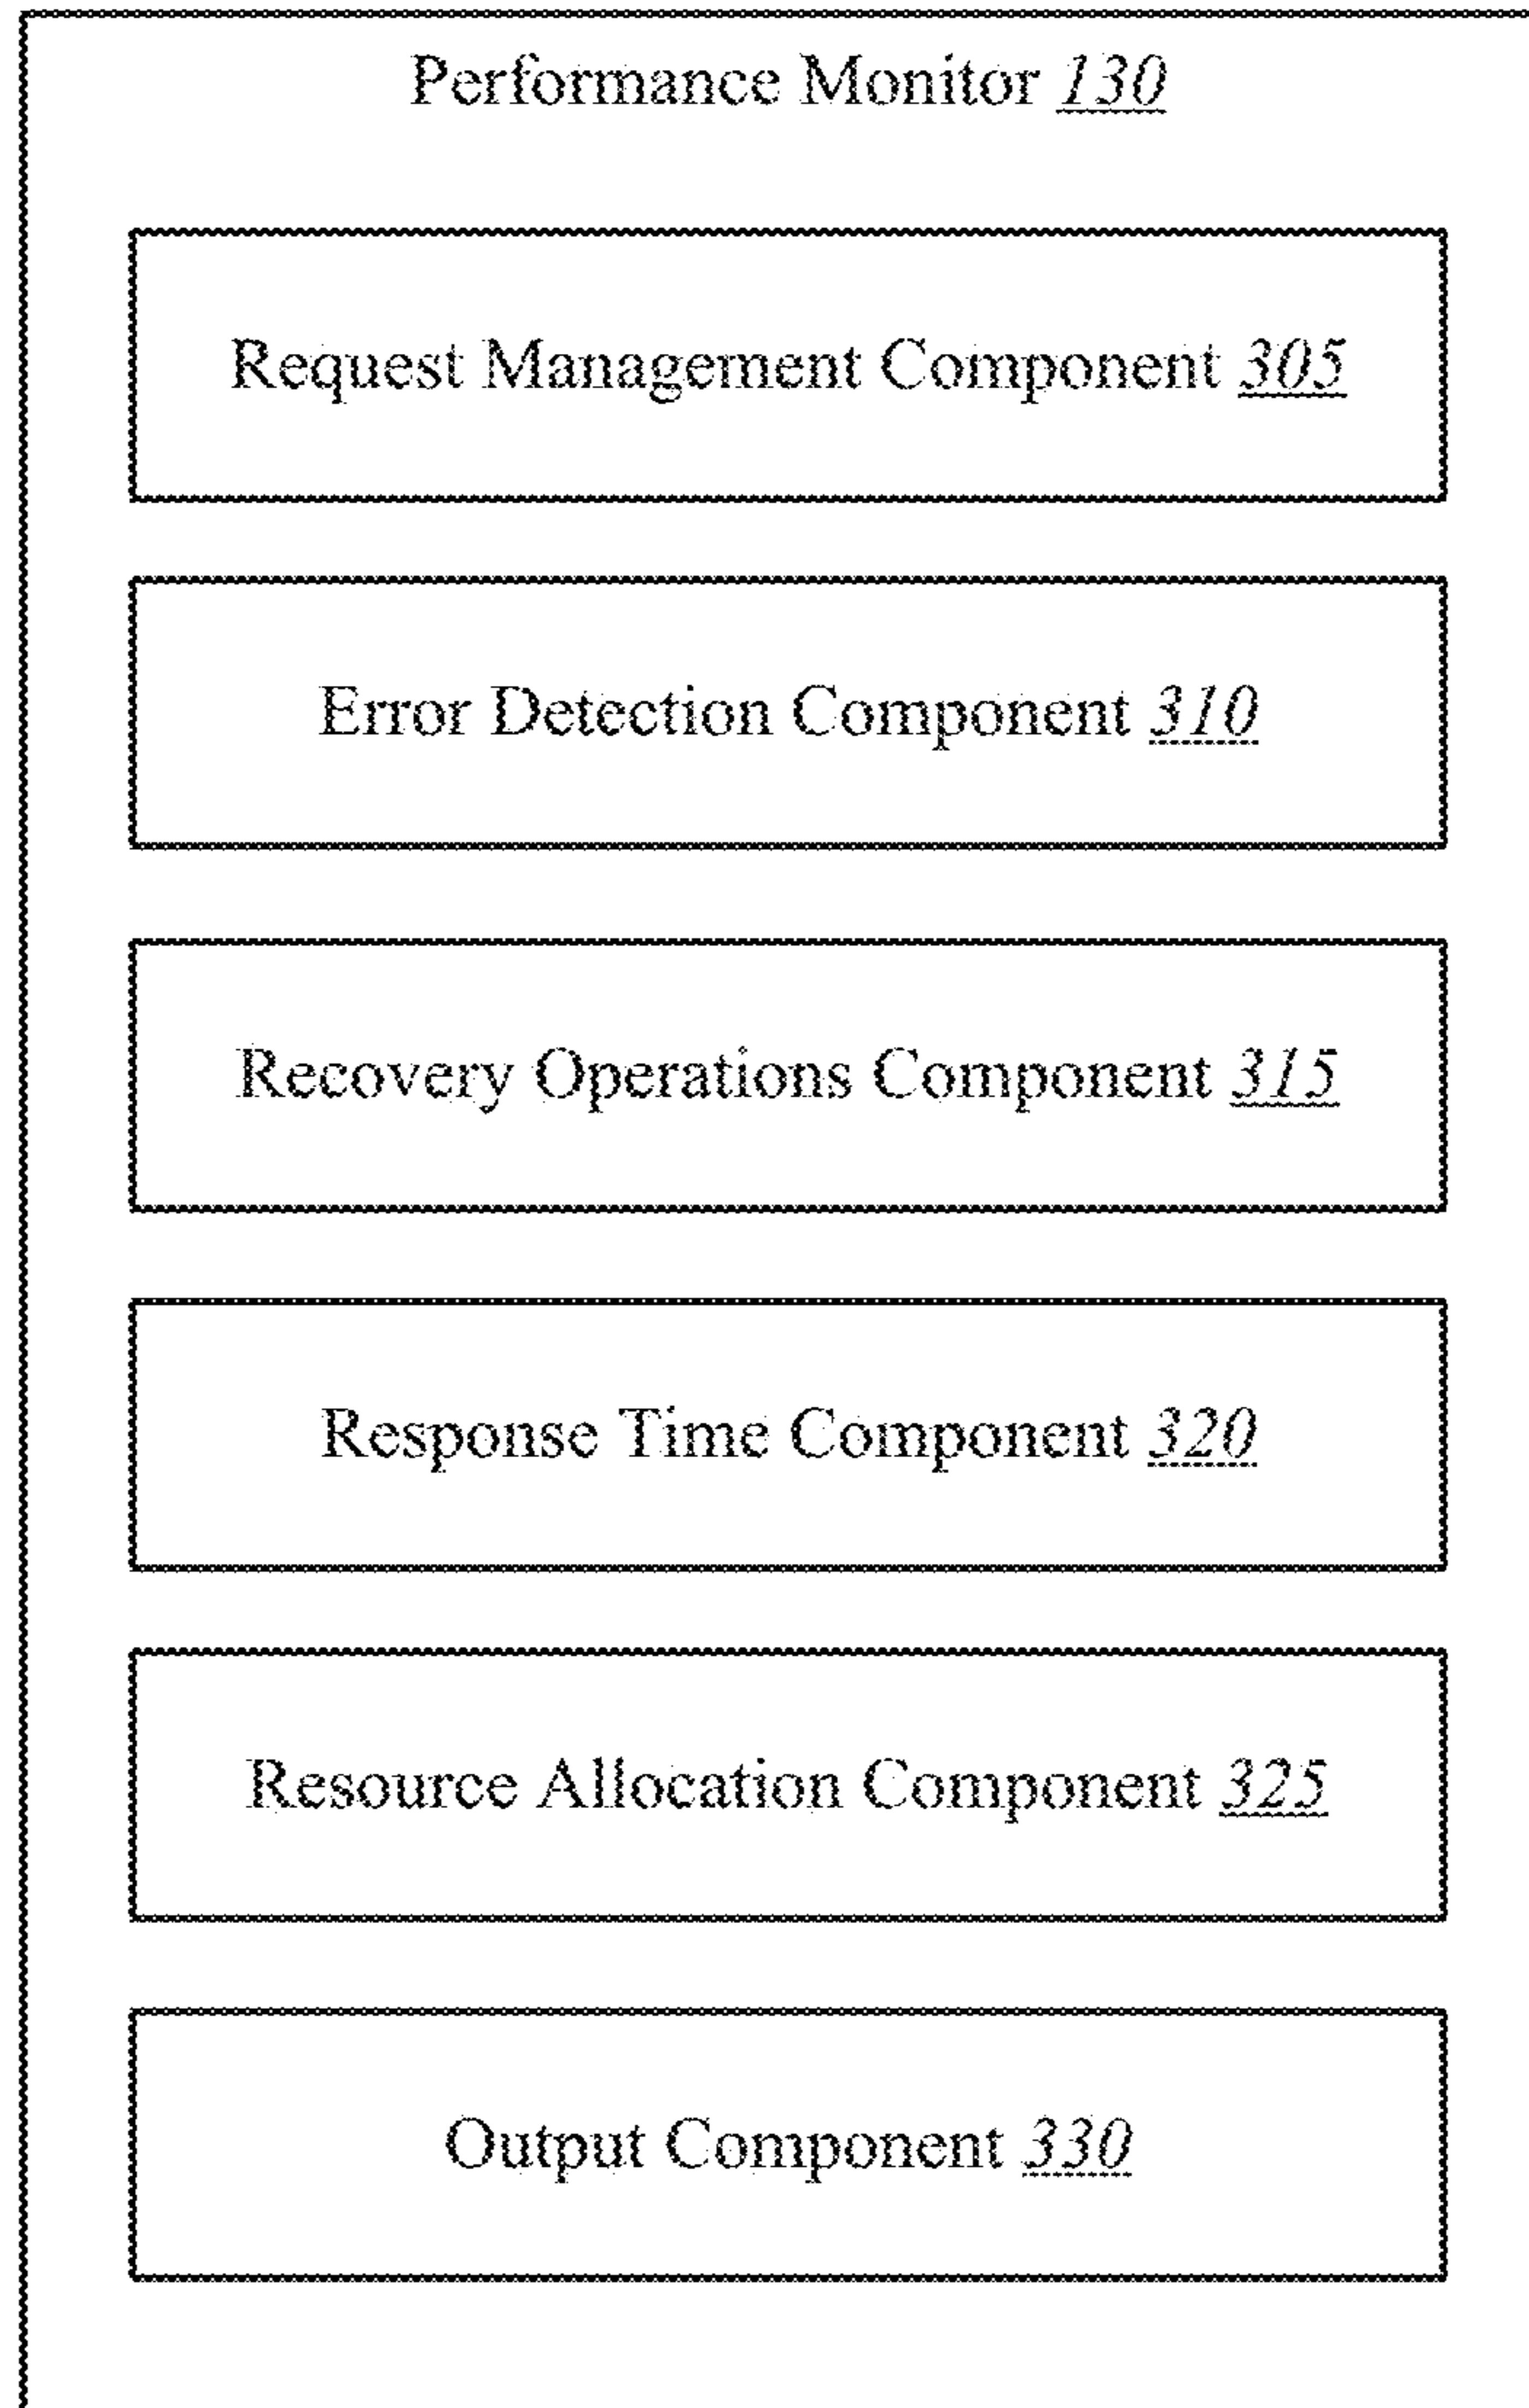 Performance Monitor 130
Request Management Component 305
Error Detection Component 310
Recovery Operations Component 315
Response Time Component 320
Resource Allocation Component 325
Output Component 330